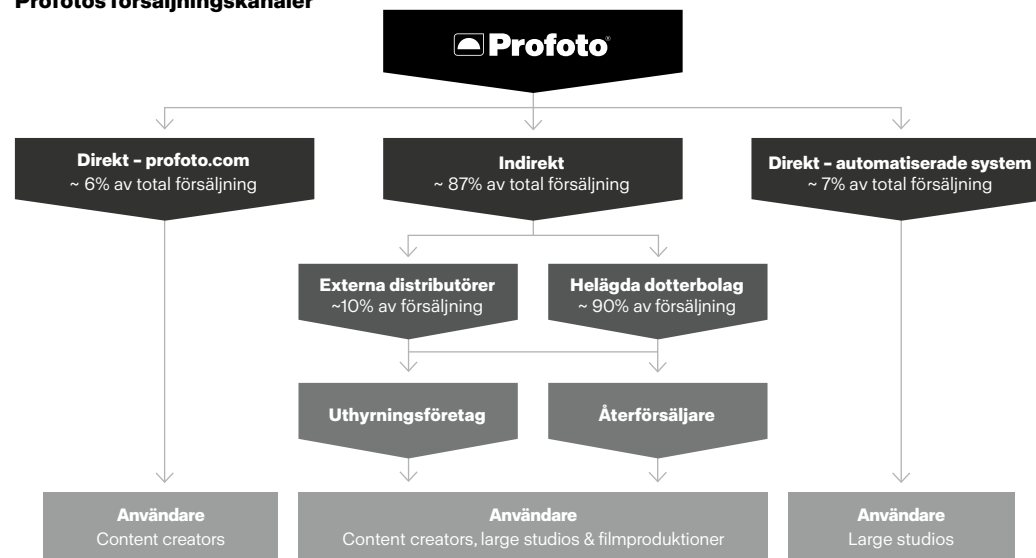 Profotos försäljningskanaler
Profoto®
Direkt – profoto.com
~ 6% av total försäljning
Indirekt
~ 87% av total försäljning
Direkt – automatiserade system
~ 7% av total försäljning
Externa distributörer
~10% av försäljning
Helägda dotterbolag
~ 90% av försäljning
Uthyrningsföretag
Återförsäljare
Användare
Content creators
Användare
Content creators, large studios & filmproduktioner
Användare
Large studios